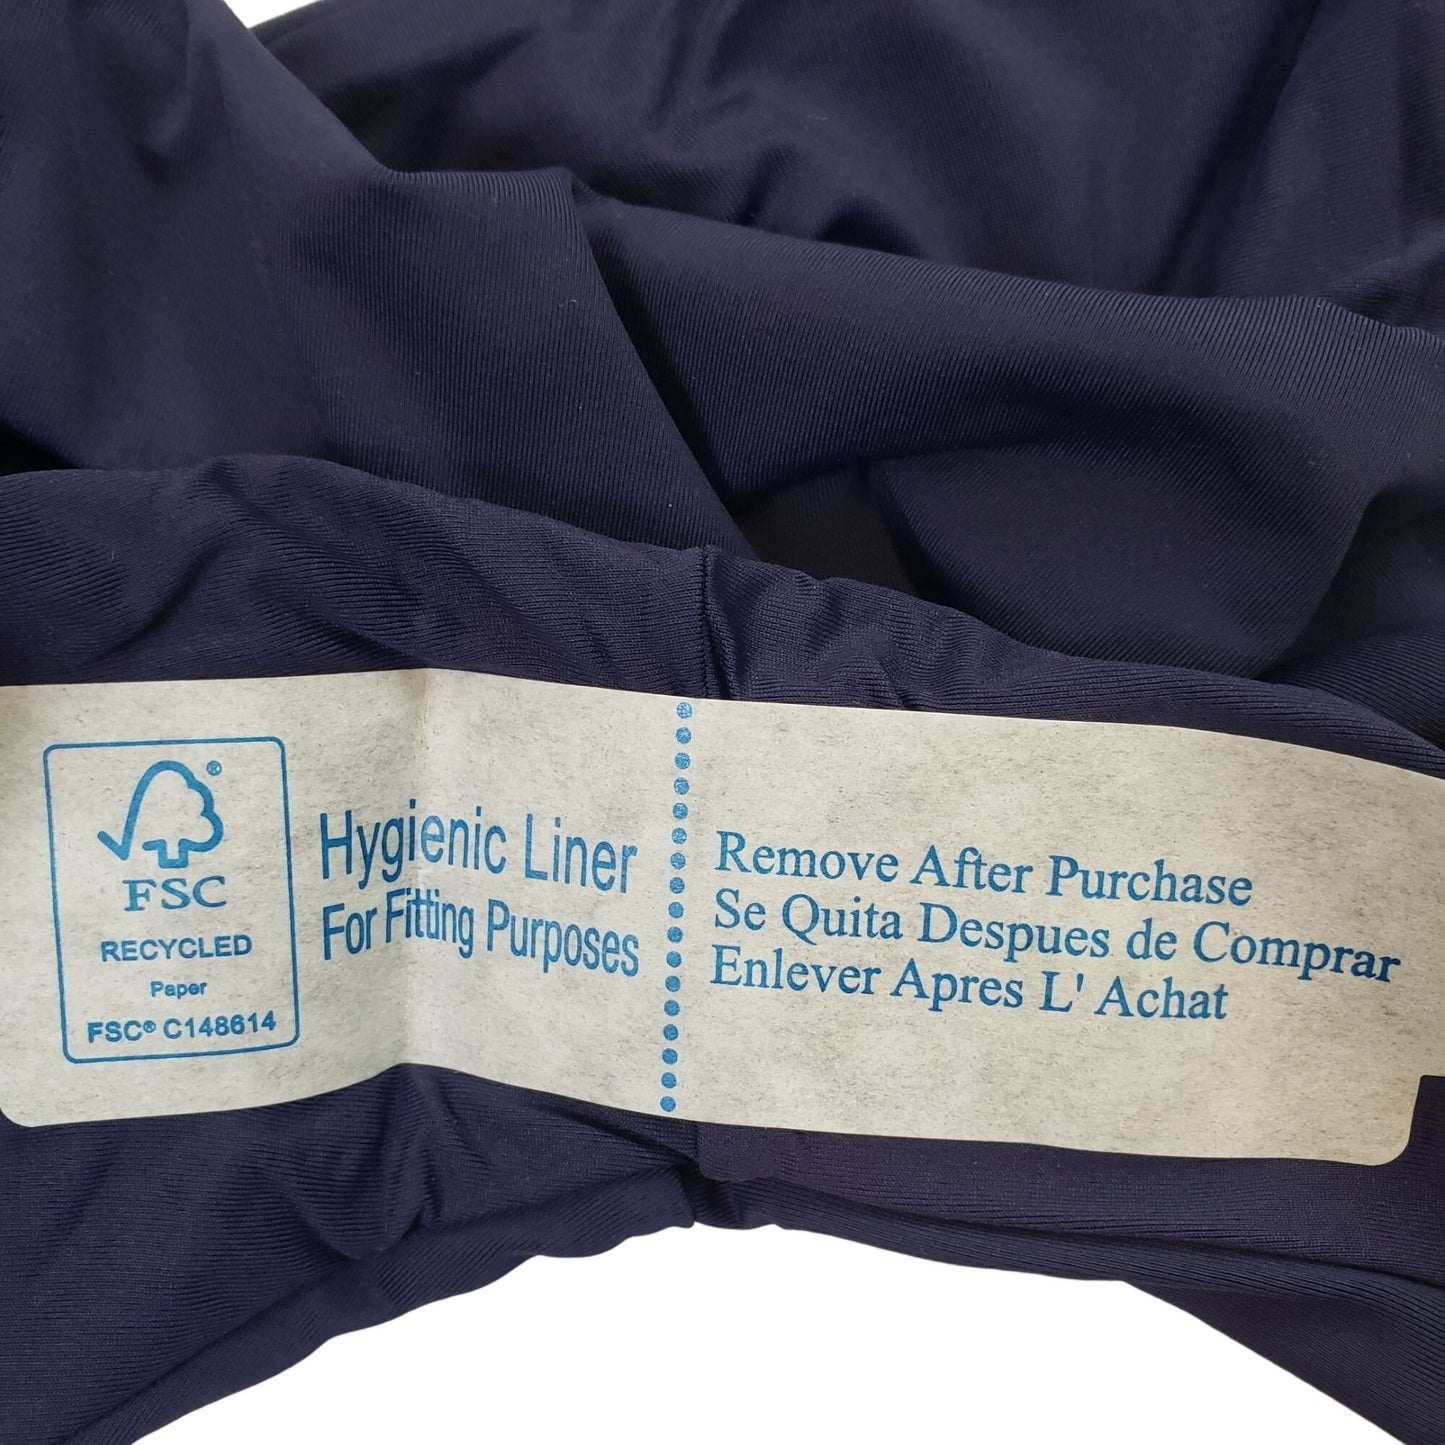 FSC
RECYCLED
Paper
FSC® C148614
Hygienic Liner
For Fitting Purposes
Remove After Purchase
Se Quita Despues de Comprar
Enlever Apres L' Achat